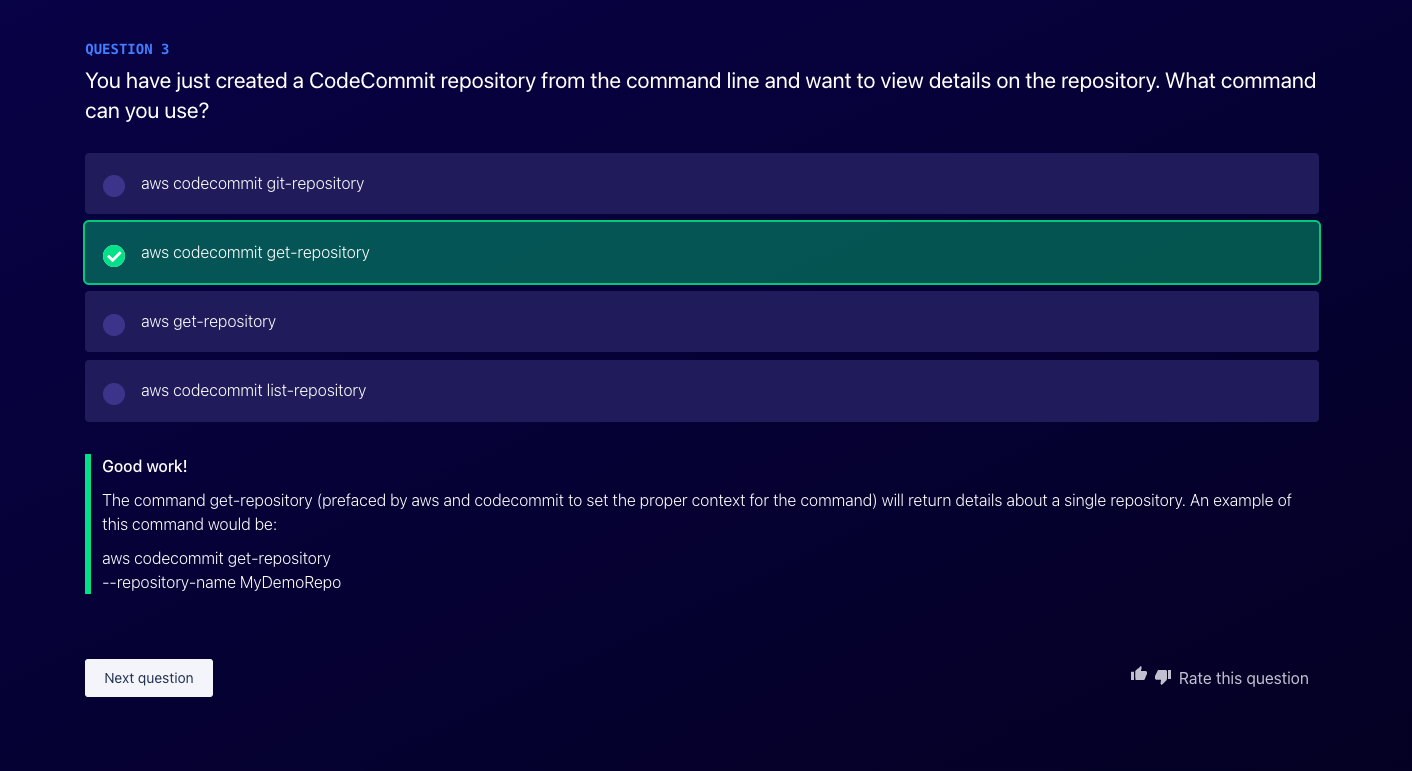 QUESTION 3
You have just created a CodeCommit repository from the command line and want to view details on the repository. What command
can you use?
aws codecommit git-repository
aws codecommit get-repository
aws get-repository
aws codecommit list-repository
Good work!
The command get-repository (prefaced by aws and codecommit to set the proper context for the command) will return details about a single repository. An example of
this command would be:
aws codecommit get-repository
--repository-name MyDemoRepo
Next question
Rate this question